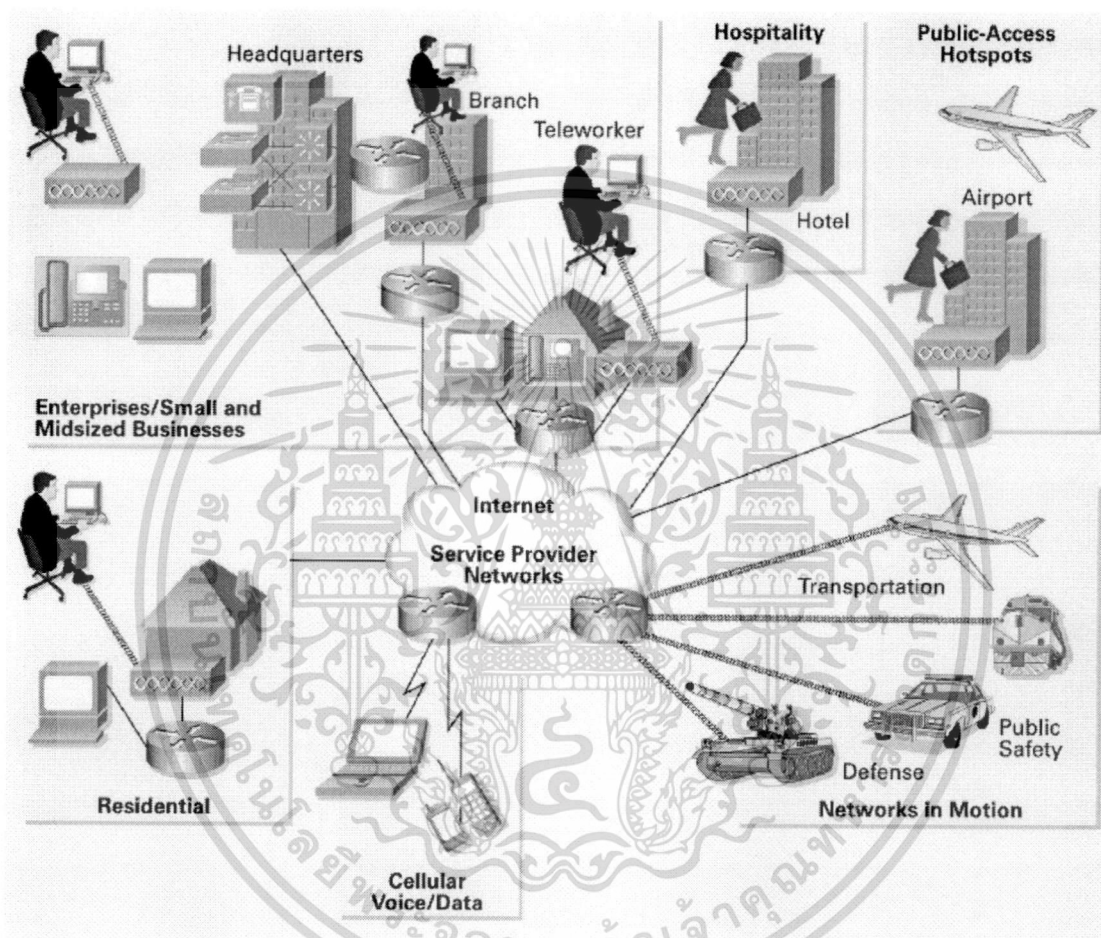 Headquarters
Branch
Teleworker
Enterprises/Small and
Midsized Businesses
Hospitality
Hotel
Public-Access
Hotspots
Airport
Internet
Service Provider
Networks
Transportation
Public
Safety
Defense
Networks in Motion
Residential
Cellular
Voice/Data